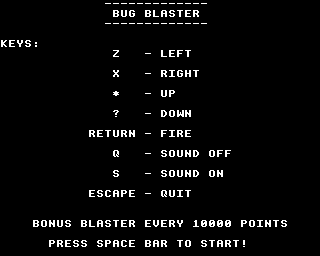 BUG BLASTER
KEYS:
Z - LEFT
X - RIGHT
* - UP
? - DOWN
RETURN - FIRE
Q - SOUND OFF
S - SOUND ON
ESCAPE - QUIT
BONUS BLASTER EVERY 10000 POINTS
PRESS SPACE BAR TO START!